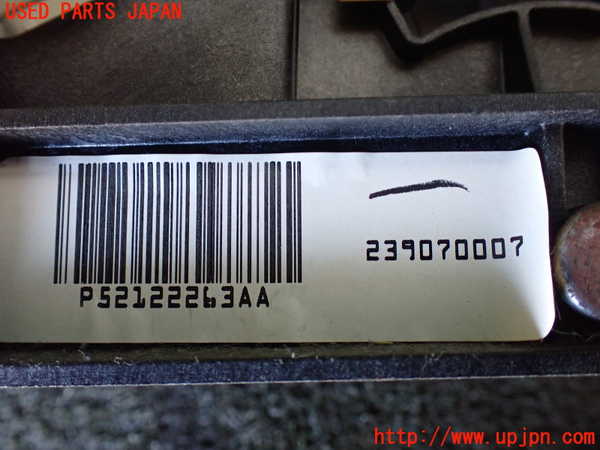 USED PARTS JAPAN
239070007
P52122263AA
http://www.upjpn.com/